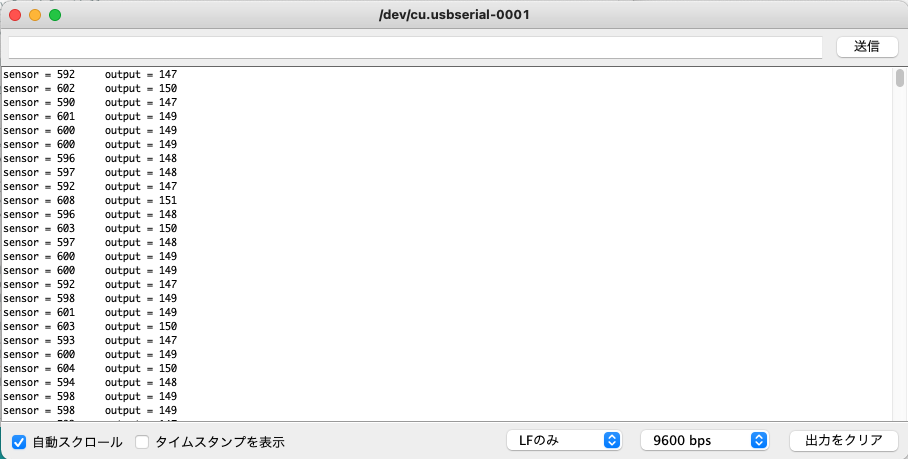 /dev/cu.usbserial-0001
送信
sensor = 592 output = 147
sensor = 602 output = 150
sensor = 590 output = 147
sensor = 601 output = 149
sensor = 600 output = 149
sensor = 600 output = 149
sensor = 596 output = 148
sensor = 597 output = 148
sensor = 592 output = 147
sensor = 608 output = 151
sensor = 596 output = 148
sensor = 603 output = 150
sensor = 597 output = 148
sensor = 600 output = 149
sensor = 600 output = 149
sensor = 592 output = 147
sensor = 598 output = 149
sensor = 601 output = 149
sensor = 603 output = 150
sensor = 593 output = 147
sensor = 600 output = 149
sensor = 604 output = 150
sensor = 594 output = 148
sensor = 598 output = 149
sensor = 598 output = 149
自動スクロール タイムスタンプを表示 LFのみ 9600 bps 出力をクリア